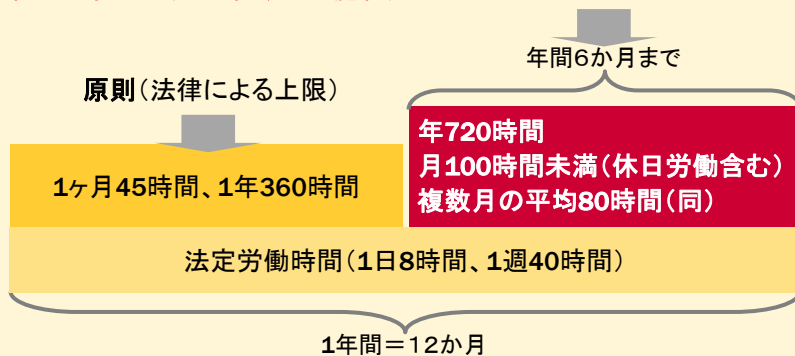 年間6か月まで
原則(法律による上限)
年720時間
月100時間未満(休日労働含む)
複数月の平均80時間(同)
1ヶ月45時間、1年360時間
法定労働時間(1日8時間、1週40時間)
1年間=12か月